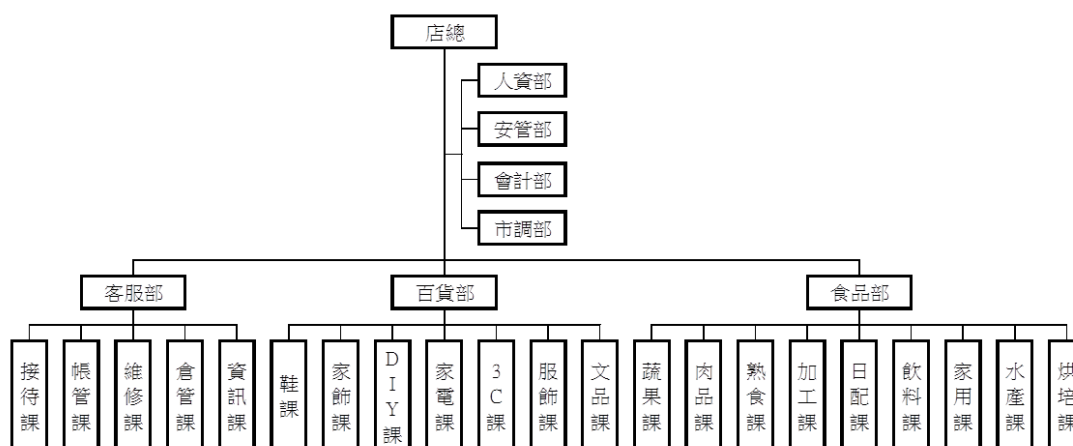 店總
人資部
安管部
會計部
市調部
客服部
百貨部
食品部
接待課
帳管課
維修課
倉管課
資訊課
鞋課
家飾課
DIY課
家電課
3C課
服飾課
文品課
蔬果課
肉品課
熟食課
加工課
日配課
飲料課
家用課
水產課
烘培課